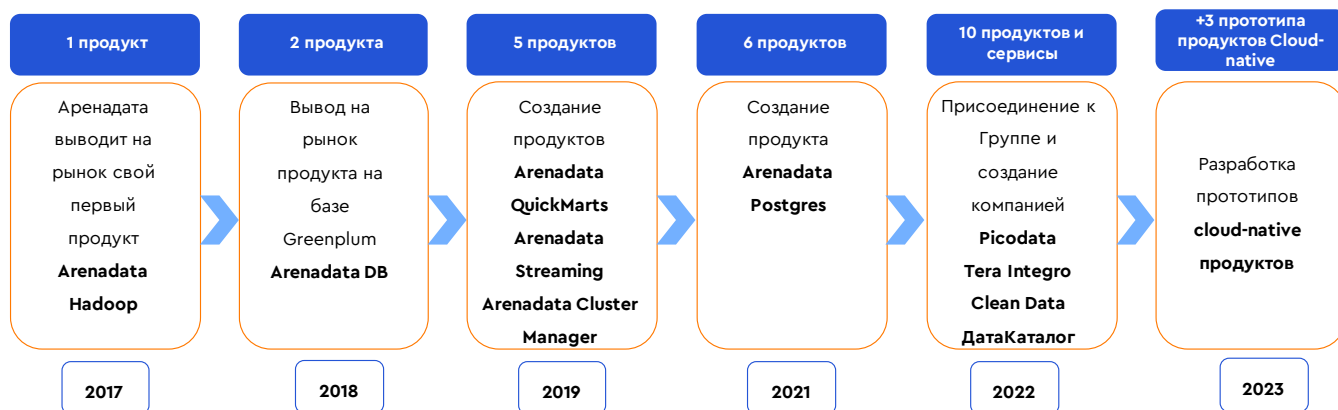 1 продукт
2 продукта
5 продуктов
6 продуктов
10 продуктов и
сервисы
+3 прототипа
продуктов Cloud-
native
Аренадата
выводит на
рынок свой
первый
продукт
Arenadata
Hadoop
Вывод на
рынок
продукта на
базе
Greenplum
Arenadata DB
Создание
продуктов
Arenadata
QuickMarts
Arenadata
Streaming
Arenadata Cluster
Manager
Создание
продукта
Arenadata
Postgres
Присоединение к
Группе и
создание
компанией
Picodata
Tera Integro
Clean Data
ДатаКаталог
Разработка
прототипов
cloud-native
продуктов
2017
2018
2019
2021
2022
2023